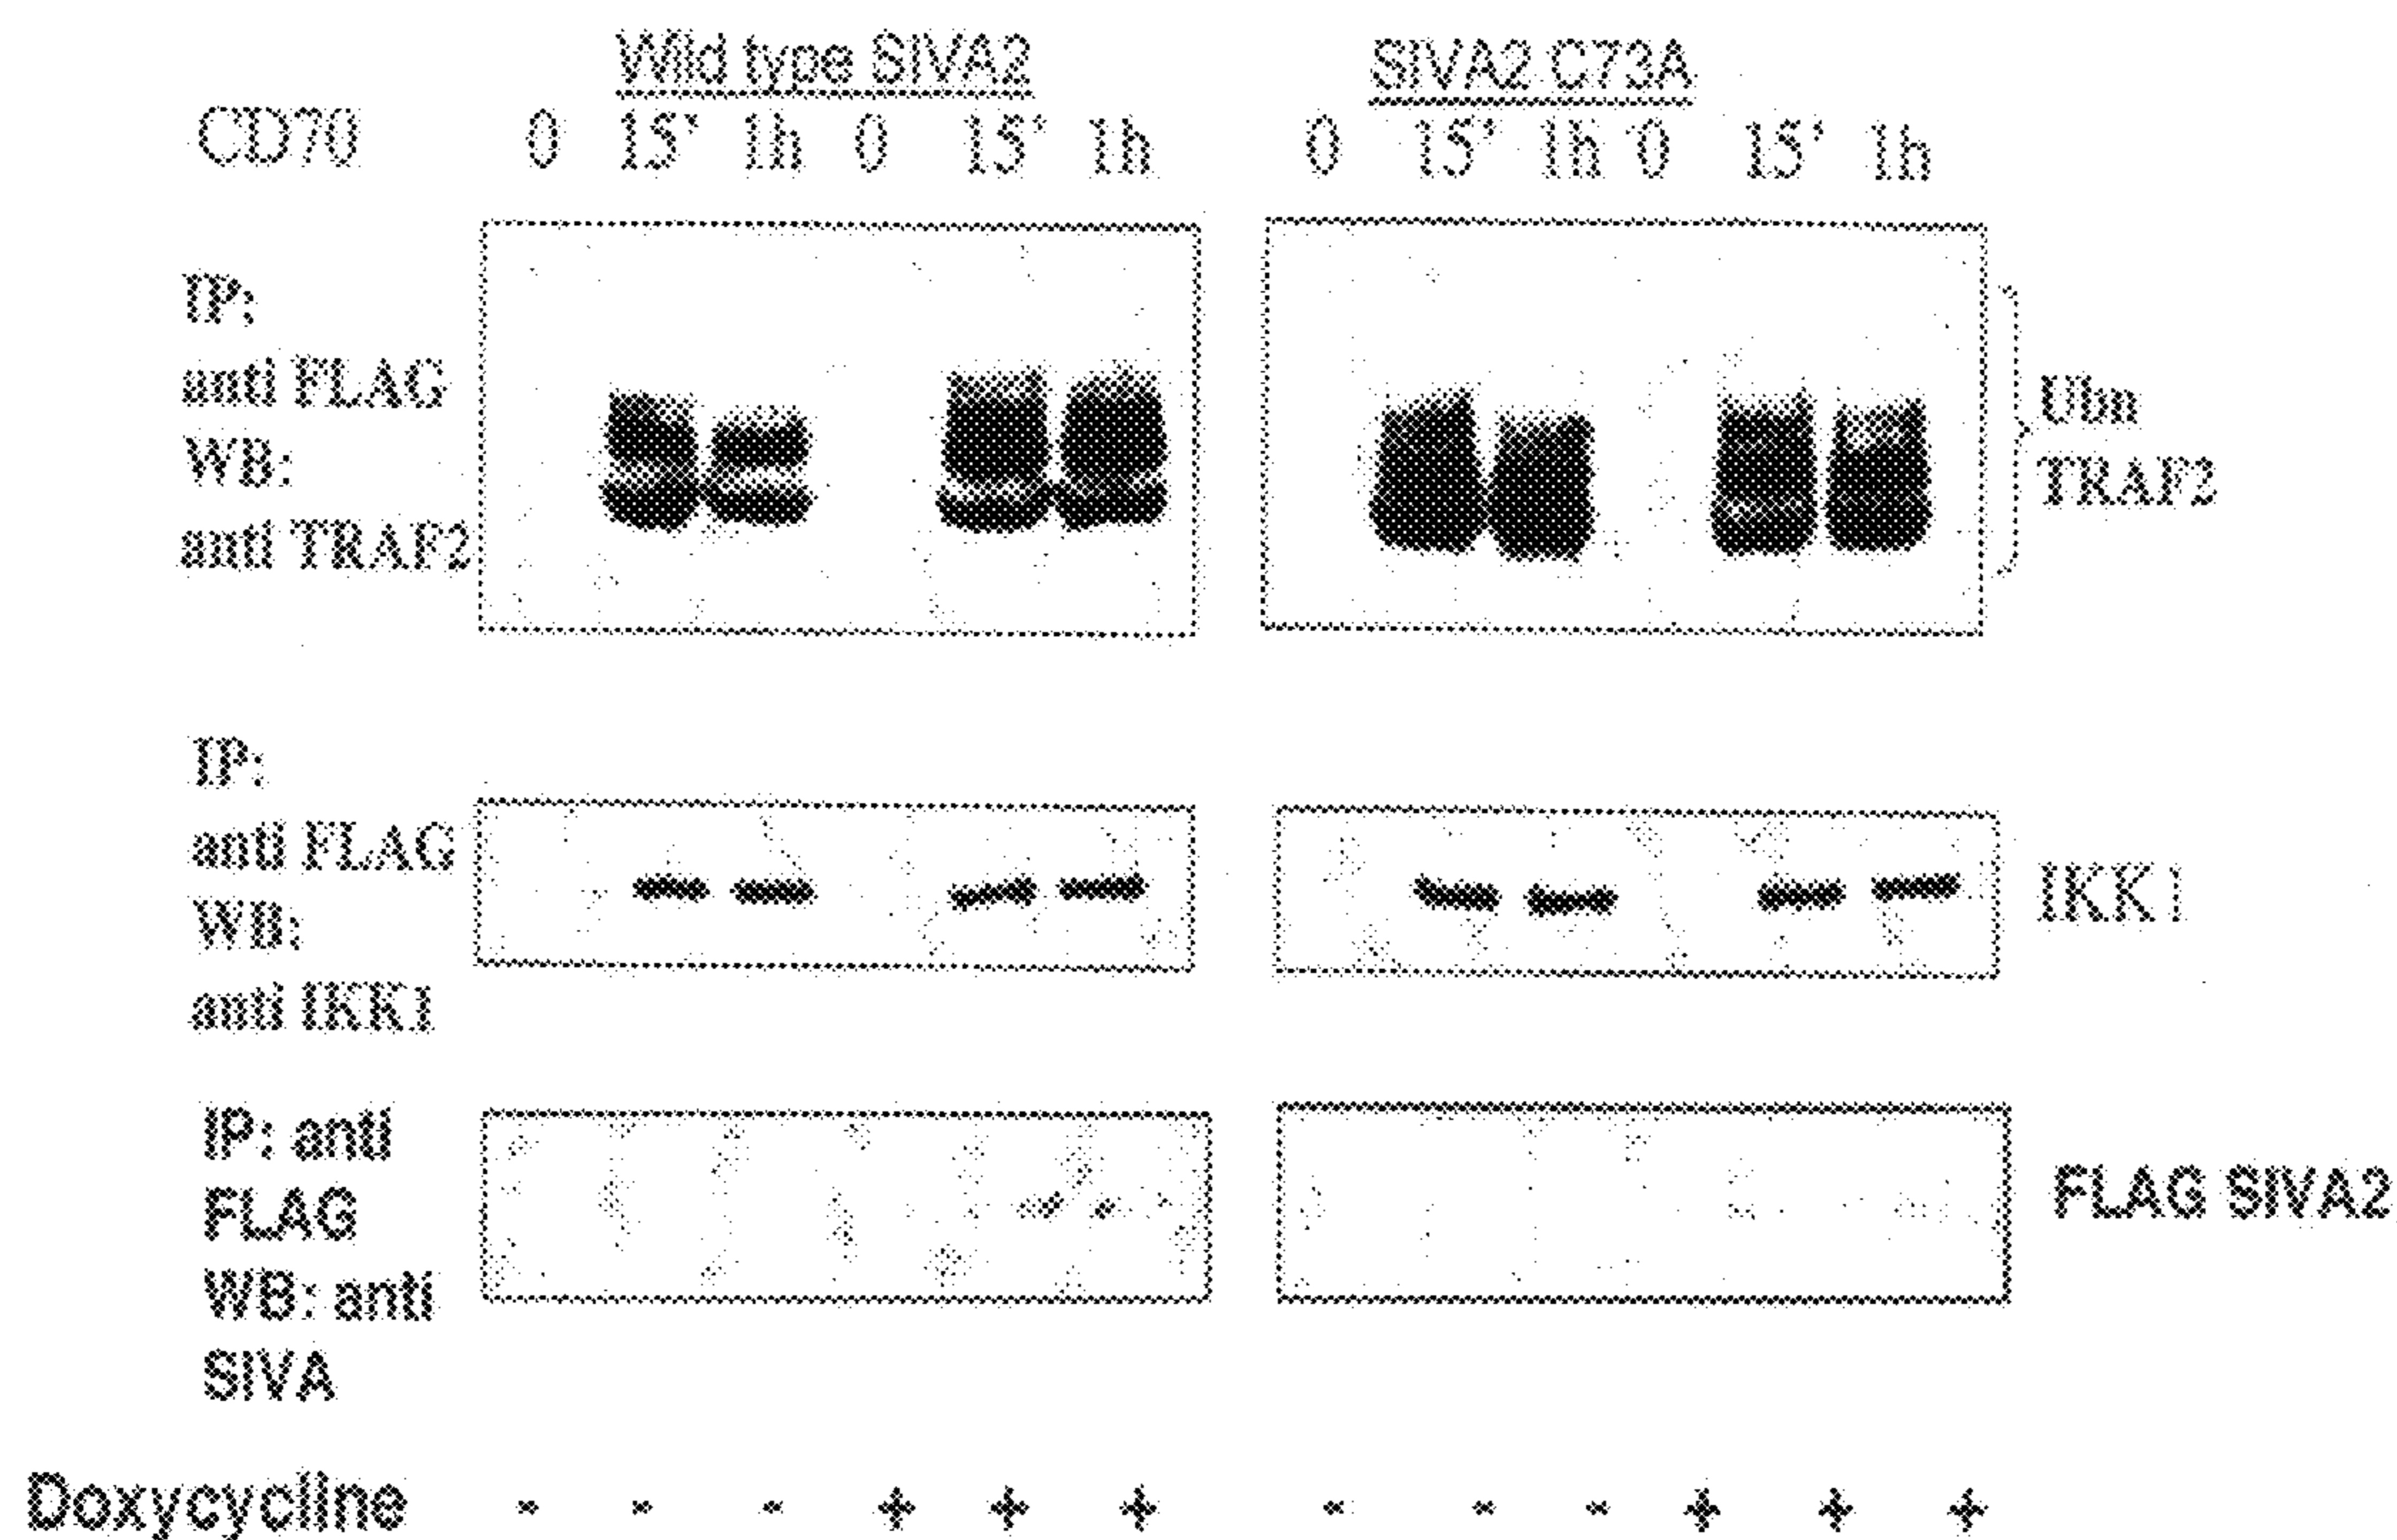 Wild type SIVA2 SIVA2 C73A
CD70 0 15' 1h 0 15' 1h 0 15' 1h 0 15' 1h
IP:
anti FLAG
WB:
anti TRAF2
Ubn
TRAF2
IP:
anti FLAG
WB:
anti IKK1
IKK1
IP: anti
FLAG
WB: anti
SIVA
FLAG SIVA2
Doxycycline - - - + + + - - - + + +